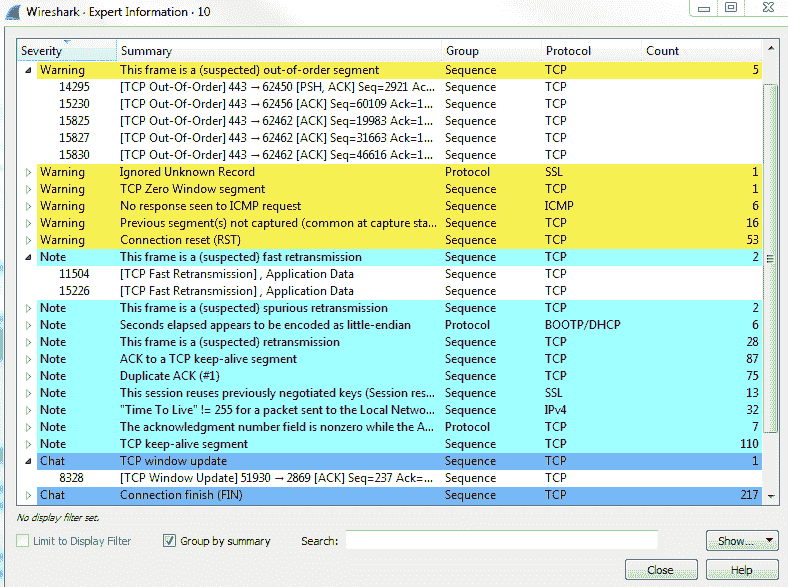 Wireshark · Expert Information · 10
Severity Summary Group Protocol Count
Warning This frame is a (suspected) out-of-order segment Sequence TCP 5
14295 [TCP Out-Of-Order] 443 → 62450 [PSH, ACK] Seq=2921 Ac... Sequence TCP
15230 [TCP Out-Of-Order] 443 → 62456 [ACK] Seq=60109 Ack=1... Sequence TCP
15825 [TCP Out-Of-Order] 443 → 62462 [ACK] Seq=19983 Ack=1... Sequence TCP
15827 [TCP Out-Of-Order] 443 → 62462 [ACK] Seq=31663 Ack=1... Sequence TCP
15830 [TCP Out-Of-Order] 443 → 62462 [ACK] Seq=46616 Ack=1... Sequence TCP
Warning Ignored Unknown Record Protocol SSL 1
Warning TCP Zero Window segment Sequence TCP 1
Warning No response seen to ICMP request Sequence ICMP 6
Warning Previous segment(s) not captured (common at capture sta... Sequence TCP 16
Warning Connection reset (RST) Sequence TCP 53
Note This frame is a (suspected) fast retransmission Sequence TCP 2
11504 [TCP Fast Retransmission] , Application Data Sequence TCP
15226 [TCP Fast Retransmission] , Application Data Sequence TCP
Note This frame is a (suspected) spurious retransmission Sequence TCP 2
Note Seconds elapsed appears to be encoded as little-endian Protocol BOOTP/DHCP 6
Note This frame is a (suspected) retransmission Sequence TCP 28
Note ACK to a TCP keep-alive segment Sequence TCP 87
Note Duplicate ACK (#1) Sequence TCP 75
Note This session reuses previously negotiated keys (Session res... Sequence SSL 13
Note "Time To Live" != 255 for a packet sent to the Local Netwo... Sequence IPv4 32
Note The acknowledgment number field is nonzero while the A... Protocol TCP 7
Note TCP keep-alive segment Sequence TCP 110
Chat TCP window update Sequence TCP 1
8328 [TCP Window Update] 51930 → 2869 [ACK] Seq=237 Ack=... Sequence TCP
Chat Connection finish (FIN) Sequence TCP 217
No display filter set.
Limit to Display Filter Group by summary Search: Show...
Close Help